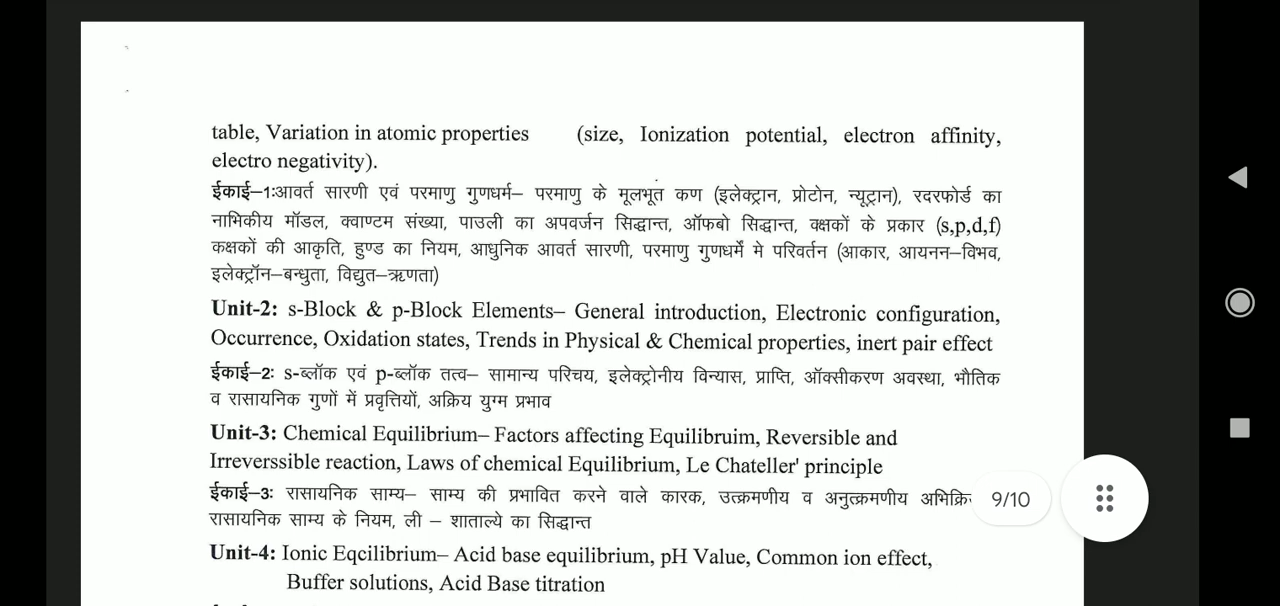 table, Variation in atomic properties (size, Ionization potential, electron affinity,
electro negativity).
ईकाई–1:आवर्त सारणी एवं परमाणु गुणधर्म– परमाणु के मूलभूत कण (इलेक्ट्रान, प्रोटोन, न्यूट्रान), रदरफोर्ड का
नाभिकीय मॉडल, क्वाण्टम संख्या, पाउली का अपवर्जन सिद्धान्त, ऑफबो सिद्धान्त, क्षकों के प्रकार (s,p,d,f)
कक्षकों की आकृति, हुण्ड का नियम, आधुनिक आवर्त सारणी, परमाणु गुणधर्में मे परिवर्तन (आकार, आयनन–विभव,
इलेक्ट्रॉन–बन्धुता, विद्युत–ऋणता)
Unit-2: s-Block & p-Block Elements– General introduction, Electronic configuration,
Occurrence, Oxidation states, Trends in Physical & Chemical properties, inert pair effect
ईकाई–2: s-ब्लॉक एवं p-ब्लॉक तत्व– सामान्य परिचय, इलेक्ट्रोनीय विन्यास, प्राप्ति, ऑक्सीकरण अवस्था, भौतिक
व रासायनिक गुणों में प्रवृत्तियों, अक्रिय युग्म प्रभाव
Unit-3: Chemical Equilibrium– Factors affecting Equilibruim, Reversible and
Irreverssible reaction, Laws of chemical Equilibrium, Le Chateller' principle
ईकाई–3: रासायनिक साम्य– साम्य की प्रभावित करने वाले कारक, उत्क्रमणीय व अनुत्क्रमणीय
9/10
रासायनिक साम्य के नियम, ली – शाताल्ये का सिद्धान्त
Unit-4: Ionic Eqcilibrium– Acid base equilibrium, pH Value, Common ion effect,
Buffer solutions, Acid Base titration